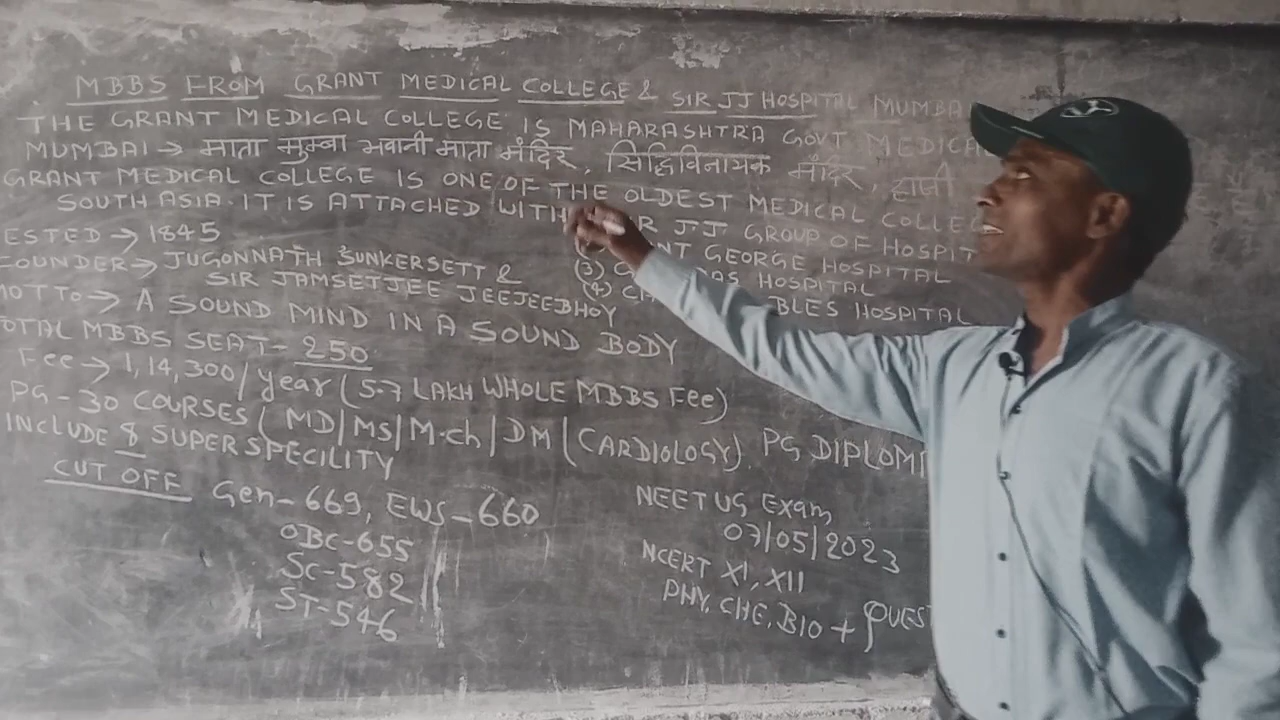 MBBS FROM GRANT MEDICAL COLLEGE & SIR JJ HOSPITAL MUMBA
THE GRANT MEDICAL COLLEGE IS MAHARASHTRA GOVT MEDICA
MUMBAI → माता मुम्बा भवानी माता मंदिर, सिद्धिविनायक मंदिर, हाजी
GRANT MEDICAL COLLEGE IS ONE OF THE OLDEST MEDICAL COLLEG
SOUTH ASIA. IT IS ATTACHED WITH R J.J GROUP OF HOSPIT
NT GEORGE HOSPITAL
(3) G AS HOSPITAL
(4) C BLES HOSPITAL
ESTED → 1845
OUNDER → JUGONNATH SUNKERSETT &
SIR JAMSETJEE JEEJEEBHOY
MOTTO → A SOUND MIND IN A SOUND BODY
OTAL MBBS SEAT - 250
Fee → 1,14,300/year (5.7 LAKH WHOLE MBBS Fee)
PG - 30 COURSES ( MD|MS|M.ch|DM|(CARDIOLOGY) PG DIPLOM
INCLUDE 8 SUPER SPECILITY
CUT OFF Gen - 669, EWS - 660
OBC - 655
SC - 582
ST - 546
NEET UG Exam
07/05/2023
NCERT XI, XII
PHY, CHE, BIO + QUES